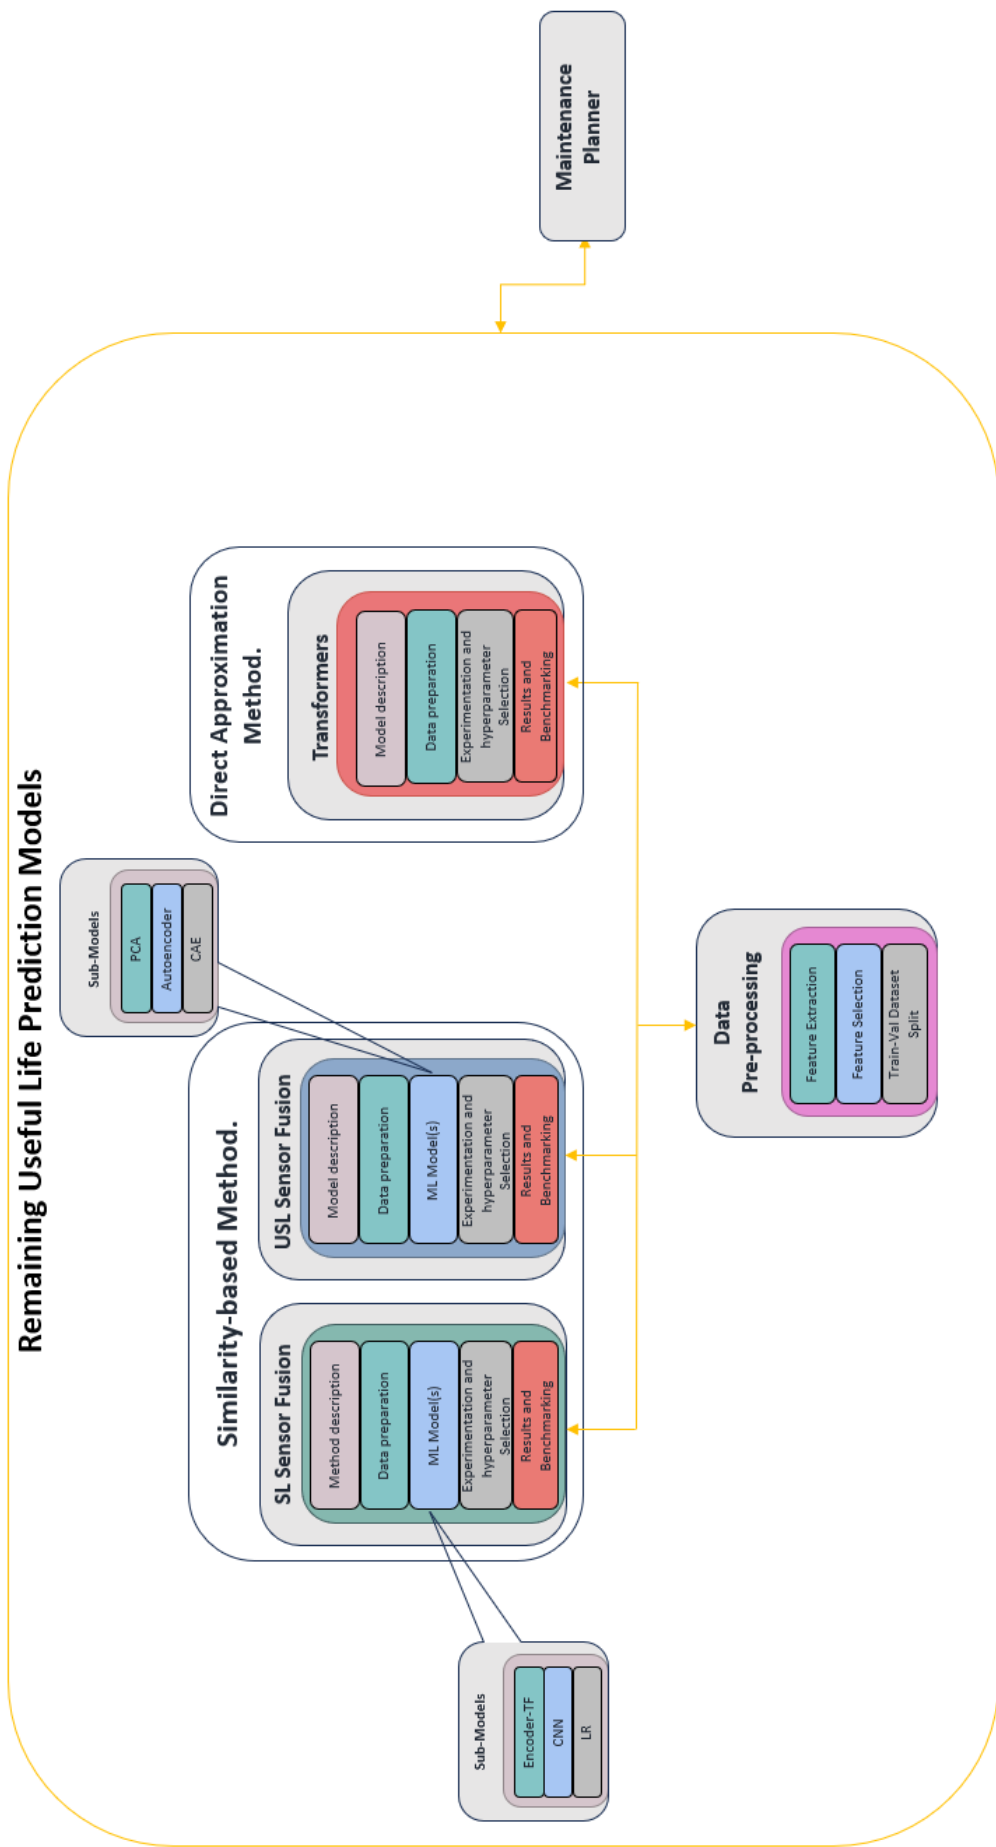 Remaining Useful Life Prediction Models
Sub-Models
Encoder-TF
CNN
LR
Similarity-based Method.
SL Sensor Fusion
Method description
Data preparation
ML Model(s)
Experimentation and
hyperparameter
Selection
Results and
Benchmarking
USL Sensor Fusion
Model description
Data preparation
ML Model(s)
Experimentation and
hyperparameter
Selection
Results and
Benchmarking
Sub-Models
PCA
Autoencoder
CAE
Direct Approximation
Method.
Transformers
Model description
Data preparation
Experimentation and
hyperparameter
Selection
Results and
Benchmarking
Data
Pre-processing
Feature Extraction
Feature Selection
Train-Val Dataset
Split
Maintenance
Planner